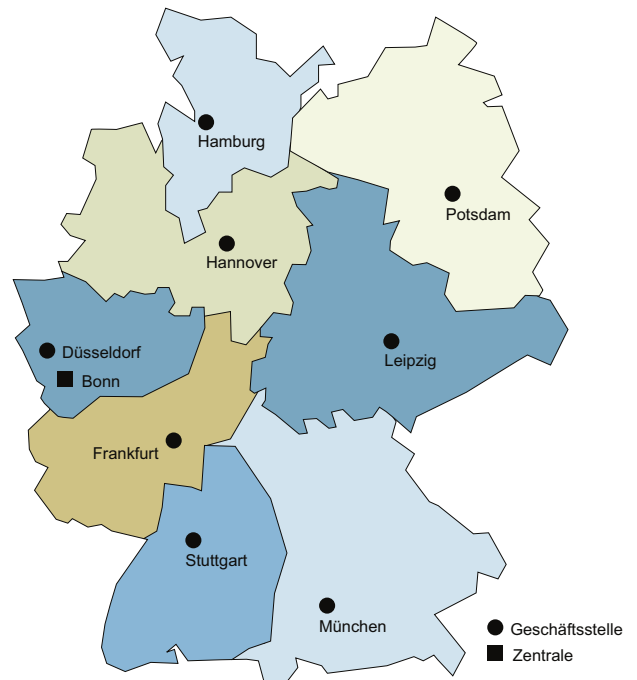 Hamburg
Potsdam
Hannover
Düsseldorf
Leipzig
Bonn
Frankfurt
Stuttgart
München
Geschäftsstelle
Zentrale